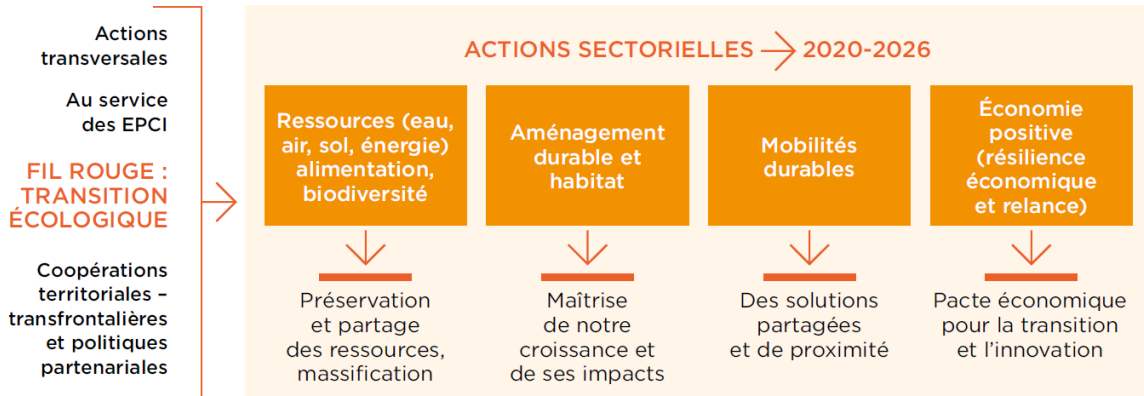 Actions
transversales
Au service
des EPCI
FIL ROUGE :
TRANSITION
ÉCOLOGIQUE
Coopérations
territoriales –
transfrontalières
et politiques
partenariales
ACTIONS SECTORIELLES → 2020-2026
Ressources (eau,
air, sol, énergie)
alimentation,
biodiversité
Aménagement
durable et
habitat
Mobilités
durables
Économie
positive
(résilience
économique
et relance)
Préservation
et partage
des ressources,
massification
Maîtrise
de notre
croissance et
de ses impacts
Des solutions
partagées
et de proximité
Pacte économique
pour la transition
et l’innovation